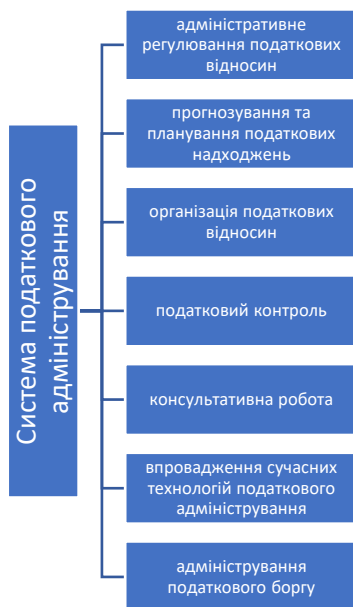 Система податкового
адміністрування
адміністративне
регулювання податкових
відносин
прогнозування та
планування податкових
надходжень
організація податкових
відносин
податковий контроль
консультативна робота
впровадження сучасних
технологій податкового
адміністрування
адміністрування
податкового боргу